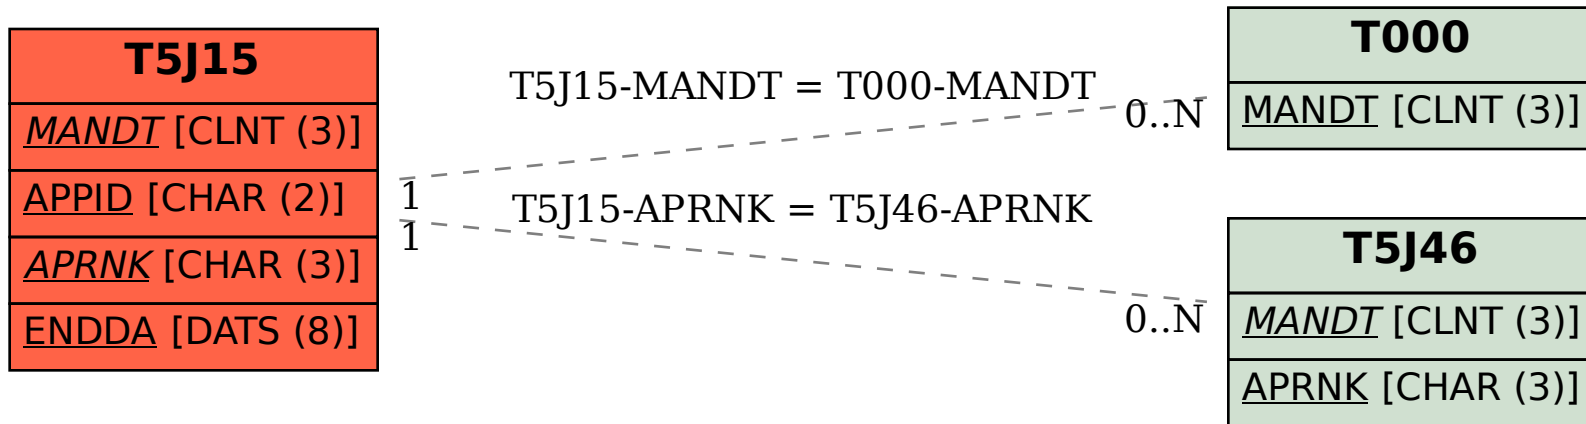 T5J15
MANDT [CLNT (3)]
APPID [CHAR (2)]
APRNK [CHAR (3)]
ENDDA [DATS (8)]
T5J15-MANDT = T000-MANDT
0..N
1
T5J15-APRNK = T5J46-APRNK
1
0..N
T000
MANDT [CLNT (3)]
T5J46
MANDT [CLNT (3)]
APRNK [CHAR (3)]